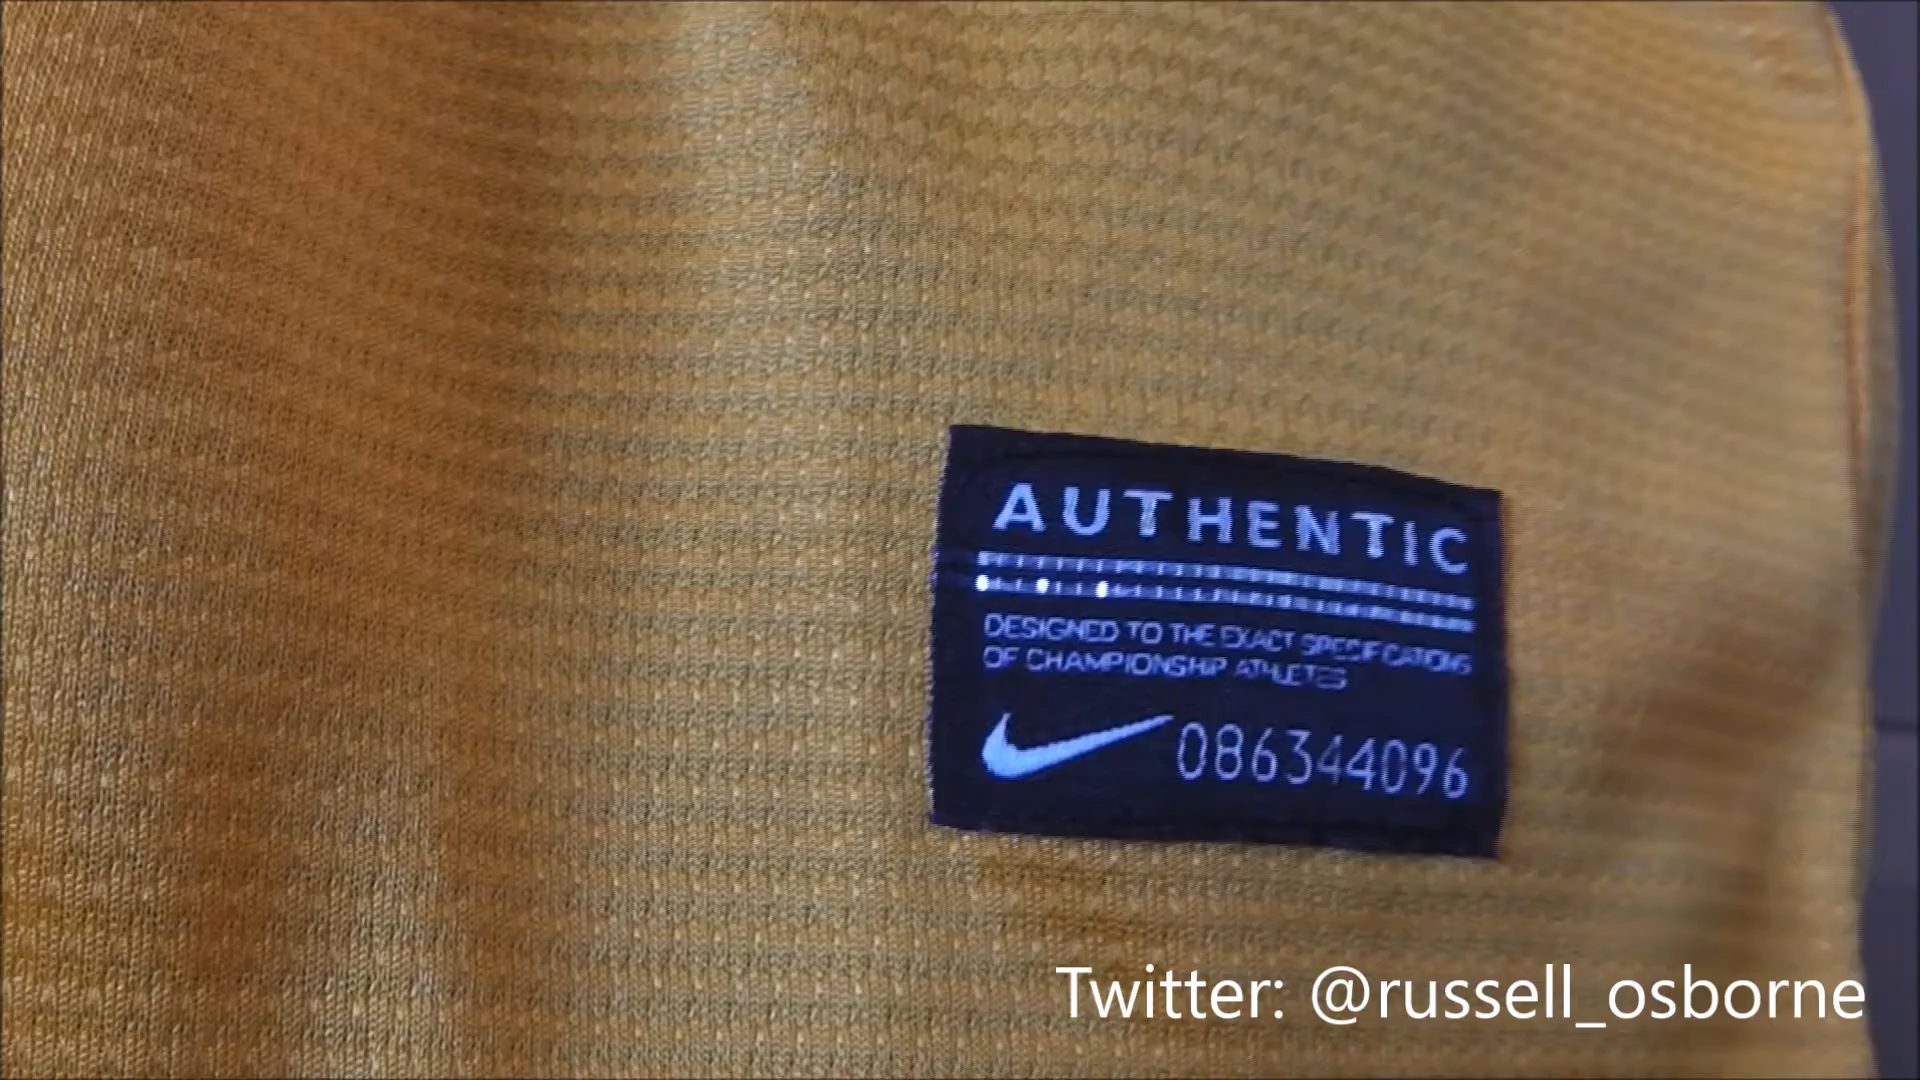 AUTHENTIC
DESIGNED TO THE EXACT SPECIFICATIONS
OF CHAMPIONSHIP ATHLETES
086344096
Twitter: @russell_osborne